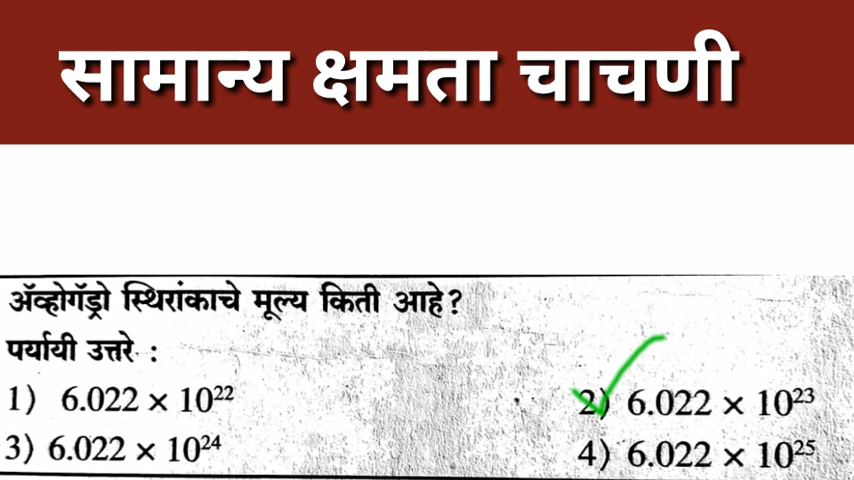 सामान्य क्षमता चाचणी
ॲव्होगॅड्रो स्थिरांकाचे मूल्य किती आहे?
पर्यायी उत्तरे :
1) 6.022 × 10²² 2) 6.022 × 10²³
3) 6.022 × 10²⁴ 4) 6.022 × 10²⁵